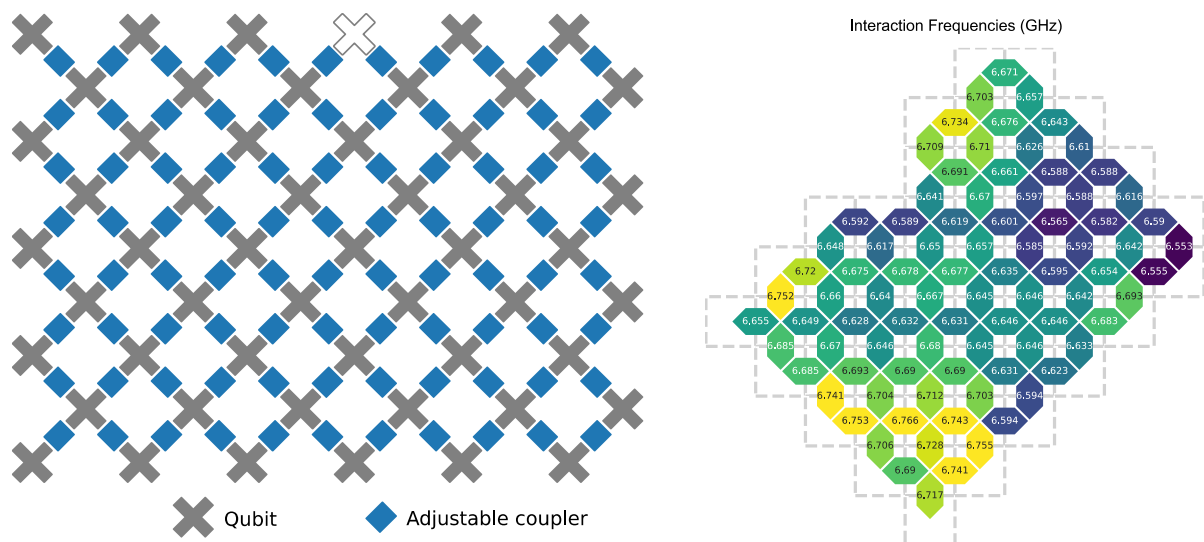 Interaction Frequencies (GHz)
6.671
6.703 6.657
6.734 6.676 6.643
6.709 6.71 6.626 6.61
6.691 6.661 6.588 6.588
6.641 6.67 6.597 6.588 6.616
6.592 6.589 6.619 6.601 6.565 6.582 6.59
6.648 6.617 6.65 6.657 6.585 6.592 6.642 6.553
6.72 6.675 6.678 6.677 6.635 6.595 6.654 6.555
6.752 6.66 6.64 6.667 6.645 6.646 6.642 6.693
6.655 6.649 6.628 6.632 6.631 6.646 6.646 6.683
6.685 6.67 6.646 6.68 6.645 6.646 6.633
6.685 6.693 6.69 6.69 6.631 6.623
6.741 6.704 6.712 6.703 6.594
6.753 6.766 6.743 6.594
6.706 6.728 6.755
6.69 6.741
6.717
Qubit Adjustable coupler